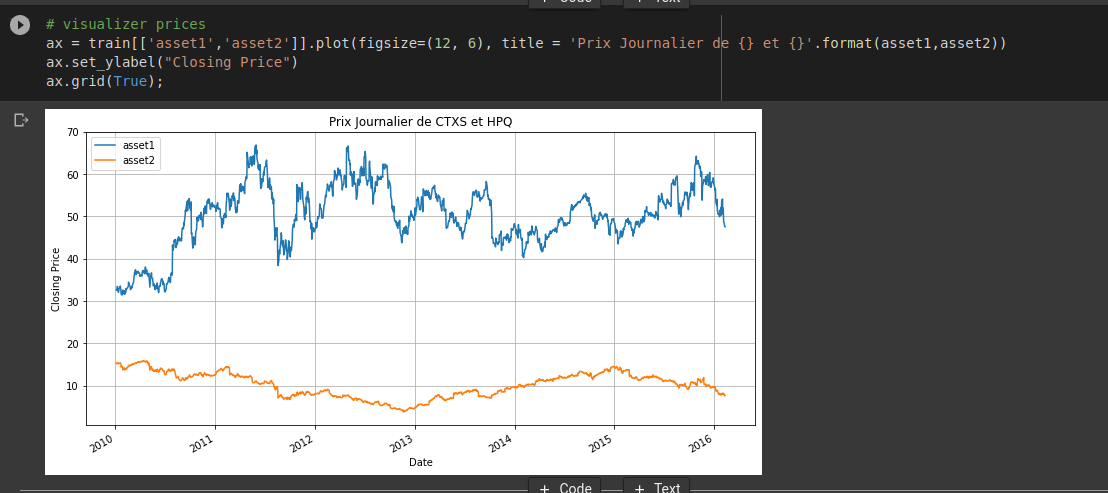 + Code + Text
# visualizer prices
ax = train[['asset1','asset2']].plot(figsize=(12, 6), title = 'Prix Journalier de {} et {}'.format(asset1,asset2))
ax.set_ylabel("Closing Price")
ax.grid(True);
Prix Journalier de CTXS et HPQ
asset1
asset2
70
60
50
40
30
20
10
Closing Price
2010 2011 2012 2013 2014 2015 2016
Date
+ Code + Text